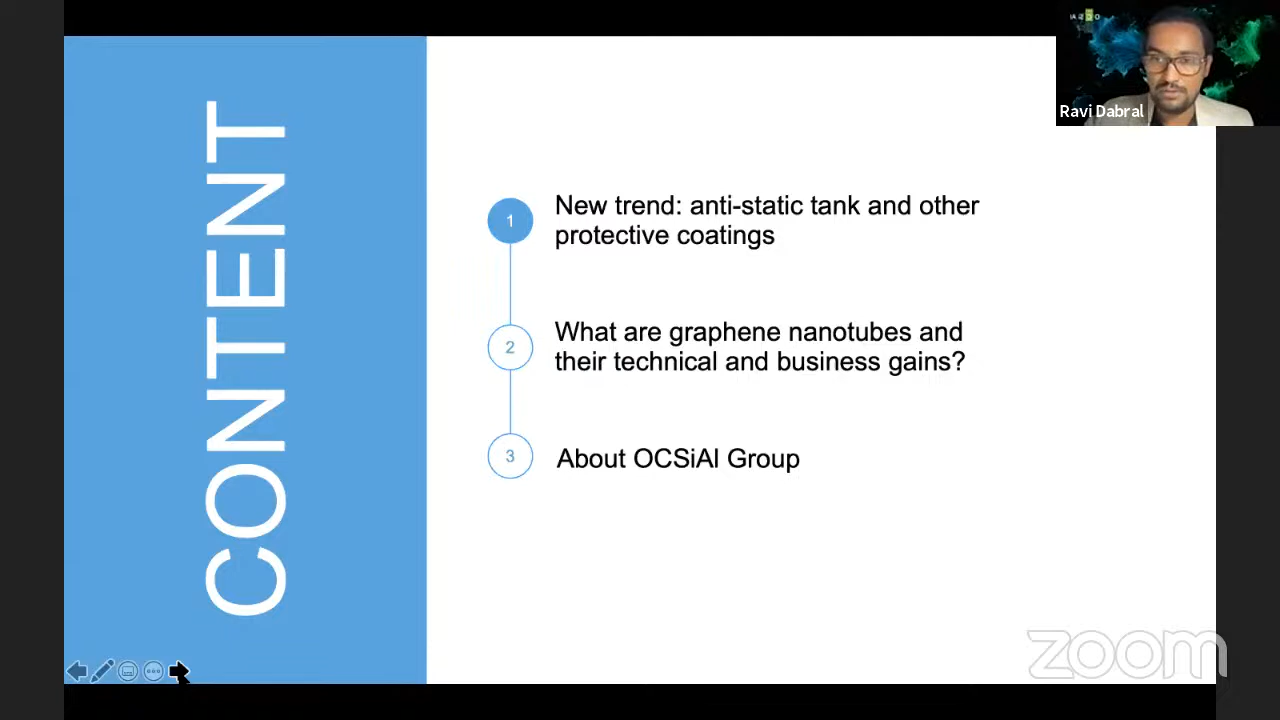 Ravi Dabral
CONTENT
1
New trend: anti-static tank and other
protective coatings
2
What are graphene nanotubes and
their technical and business gains?
3
About OCSiAl Group
zoom